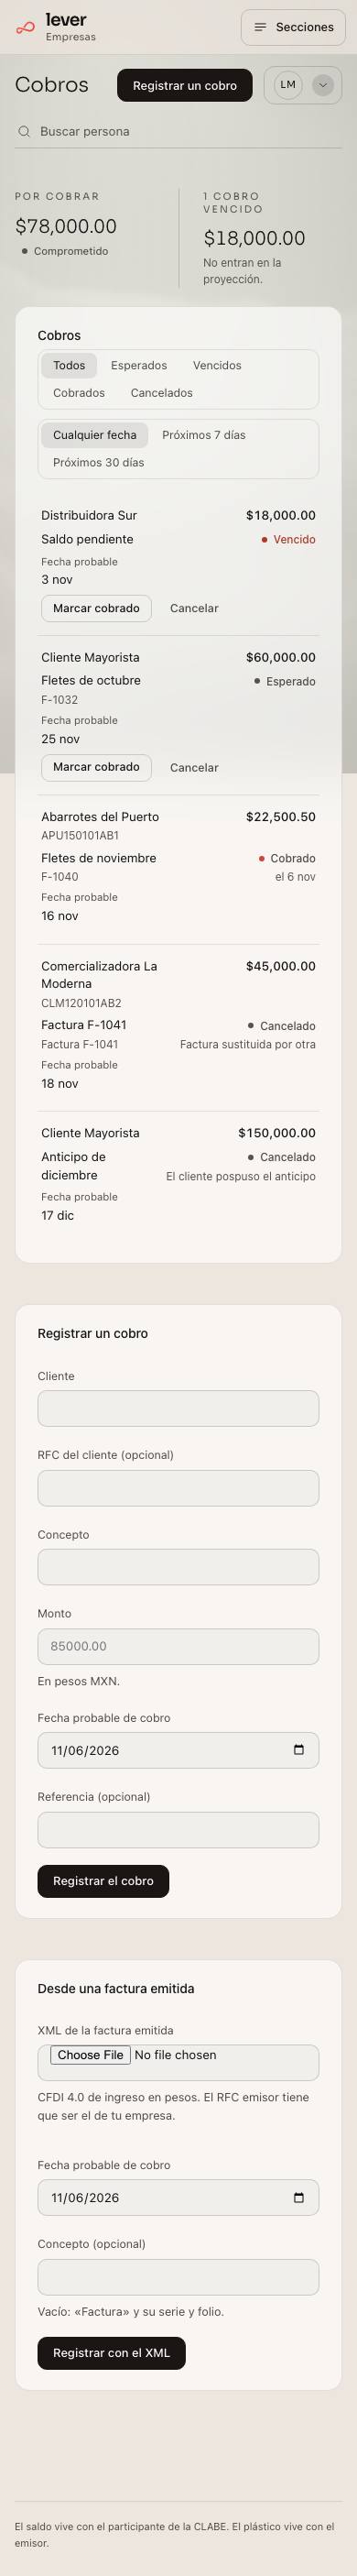 lever
Empresas
Secciones
Cobros
Registrar un cobro
LM
Buscar persona
POR COBRAR
$78,000.00
Comprometido
1 COBRO
VENCIDO
$18,000.00
No entran en la
proyección.
Cobros
Todos
Esperados
Vencidos
Cobrados
Cancelados
Cualquier fecha
Próximos 7 días
Próximos 30 días
Distribuidora Sur
$18,000.00
Saldo pendiente
Vencido
Fecha probable
3 nov
Marcar cobrado
Cancelar
Cliente Mayorista
$60,000.00
Fletes de octubre
Esperado
F-1032
Fecha probable
25 nov
Marcar cobrado
Cancelar
Abarrotes del Puerto
$22,500.50
APU150101AB1
Fletes de noviembre
Cobrado
F-1040
el 6 nov
Fecha probable
16 nov
Comercializadora La
Moderna
$45,000.00
CLM120101AB2
Factura F-1041
Cancelado
Factura F-1041
Factura sustituida por otra
Fecha probable
18 nov
Cliente Mayorista
$150,000.00
Anticipo de
diciembre
Cancelado
El cliente pospuso el anticipo
Fecha probable
17 dic
Registrar un cobro
Cliente
RFC del cliente (opcional)
Concepto
Monto
85000.00
En pesos MXN.
Fecha probable de cobro
11/06/2026
Referencia (opcional)
Registrar el cobro
Desde una factura emitida
XML de la factura emitida
Choose File No file chosen
CFDI 4.0 de ingreso en pesos. El RFC emisor tiene
que ser el de tu empresa.
Fecha probable de cobro
11/06/2026
Concepto (opcional)
Vacío: «Factura» y su serie y folio.
Registrar con el XML
El saldo vive con el participante de la CLABE. El plástico vive con el
emisor.